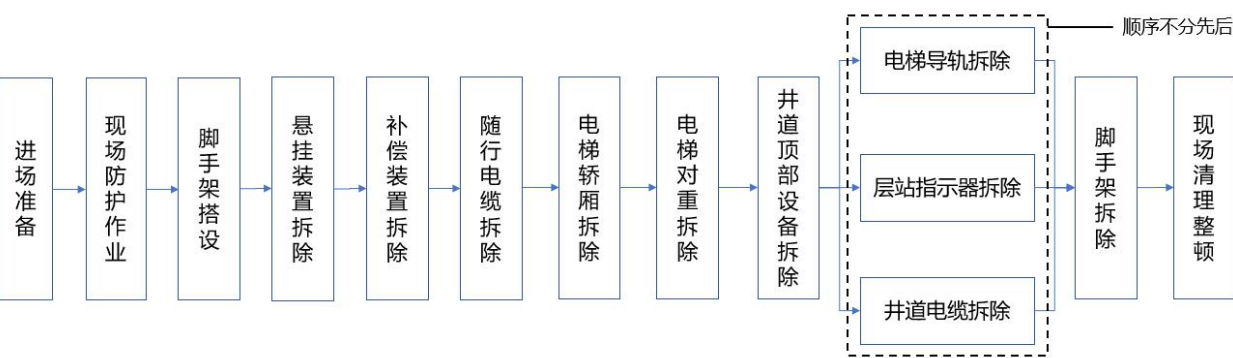 进场准备
现场防护作业
脚手架搭设
悬挂装置拆除
补偿装置拆除
随行电缆拆除
电梯轿厢拆除
电梯对重拆除
井道顶部设备拆除
顺序不分先后
电梯导轨拆除
层站指示器拆除
井道电缆拆除
脚手架拆除
现场清理整顿